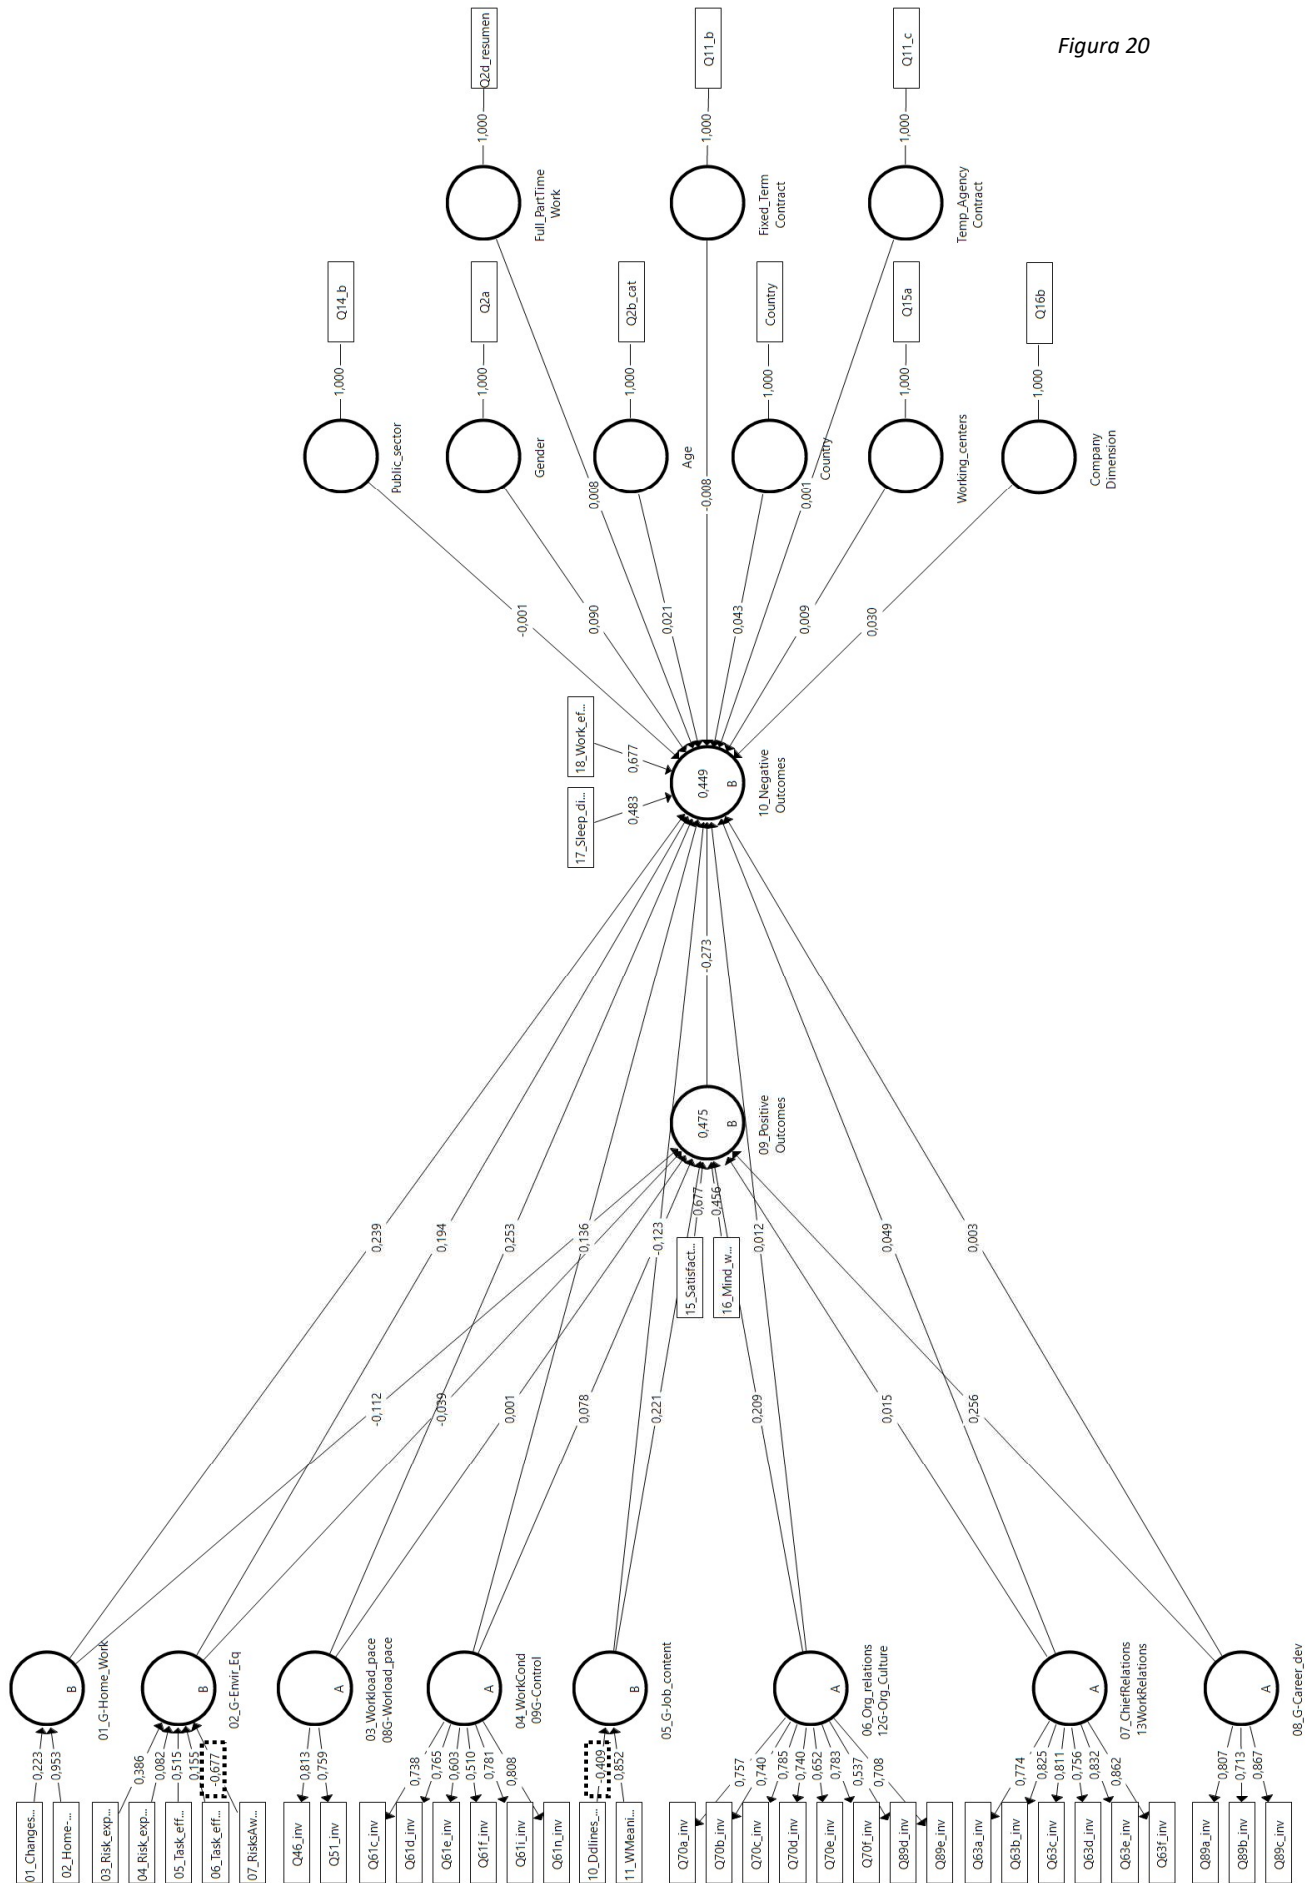 Figura 20
Q2d_resumen
Q11_b
Q11_c
1,000
1,000
1,000
Full_PartTime
Work
Fixed_Term
Contract
Temp_Agency
Contract
Q14_b
Q2a
Q2b_cat
Country
Q15a
Q16b
1,000
1,000
1,000
1,000
1,000
1,000
Public_sector
Gender
Age
Country
Working_centers
Company
Dimension
0,008
-0,008
0,001
-0,001
0,090
0,021
0,043
0,009
0,030
18_Work_ef...
0,677
17_Sleep_di...
0,483
0,449
B
10_Negative
Outcomes
-0,273
0,475
B
09_Positive
Outcomes
0,239
0,194
0,253
0,136
-0,123
0,012
0,049
0,003
0,677
0,456
15_Satisfact...
16_Mind_w...
-0,112
-0,039
0,001
0,078
0,221
0,209
0,015
0,256
B
01_G-Home_Work
B
02_G-Envir_Eq
A
03_Workload_pace
08G-Worload_pace
A
04_WorkCond
09G-Control
B
05_G-Job_content
A
06_Org_relations
12G-Org_Culture
A
07_ChiefRelations
13WorkRelations
A
08_G-Career_dev
0,223
0,953
0,386
0,082
0,515
0,155
-0,677
0,813
0,759
0,738
0,765
0,603
0,510
0,781
0,808
-0,409
0,852
0,757
0,740
0,785
0,740
0,652
0,783
0,537
0,708
0,774
0,825
0,811
0,756
0,832
0,862
0,807
0,713
0,867
01_Changes...
02_Home-...
03_Risk_exp...
04_Risk_exp...
05_Task_eff...
06_Task_eff...
07_RisksAw...
Q46_inv
Q51_inv
Q61c_inv
Q61d_inv
Q61e_inv
Q61f_inv
Q61i_inv
Q61n_inv
10_Ddlines_...
11_WMeani...
Q70a_inv
Q70b_inv
Q70c_inv
Q70d_inv
Q70e_inv
Q70f_inv
Q89d_inv
Q89e_inv
Q63a_inv
Q63b_inv
Q63c_inv
Q63d_inv
Q63e_inv
Q63f_inv
Q89a_inv
Q89b_inv
Q89c_inv